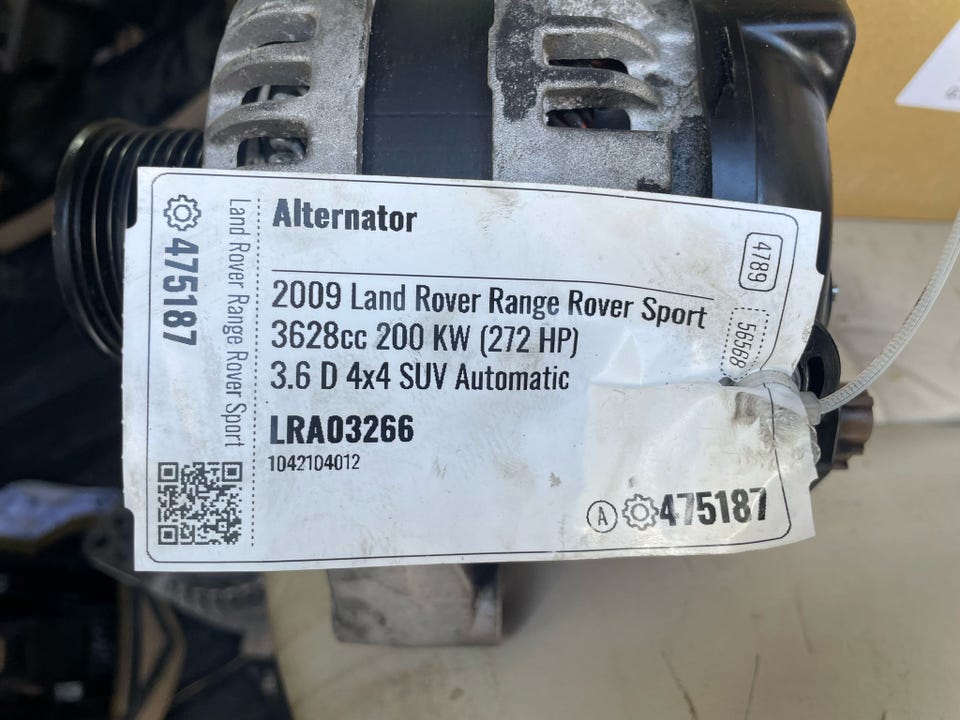 475187
Land Rover Range Rover Sport
Alternator
2009 Land Rover Range Rover Sport
3628cc 200 KW (272 HP)
3.6 D 4x4 SUV Automatic
LRA03266
1042104012
4789
56568
A 475187